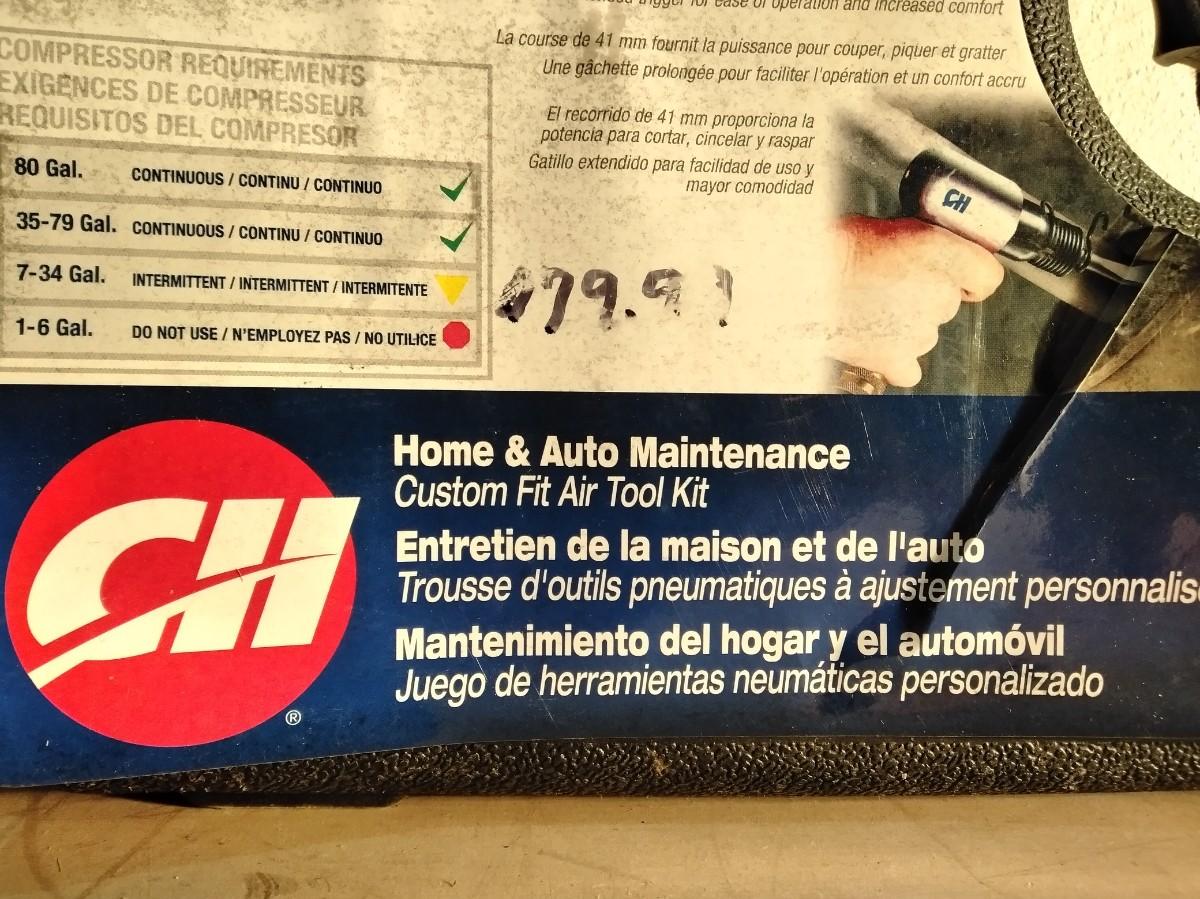 trigger for ease of operation and increased comfort
La course de 41 mm fournit la puissance pour couper, piquer et gratter
Une gâchette prolongée pour faciliter l'opération et un confort accru
El recorrido de 41 mm proporciona la
potencia para cortar, cincelar y raspar
Gatillo extendido para facilidad de uso y
mayor comodidad
COMPRESSOR REQUIREMENTS
EXIGENCES DE COMPRESSEUR
REQUISITOS DEL COMPRESOR
80 Gal. CONTINUOUS / CONTINU / CONTINUO
35-79 Gal. CONTINUOUS / CONTINU / CONTINUO
7-34 Gal. INTERMITTENT / INTERMITTENT / INTERMITENTE
1-6 Gal. DO NOT USE / N'EMPLOYEZ PAS / NO UTILICE
CH
CH
®
Home & Auto Maintenance
Custom Fit Air Tool Kit
Entretien de la maison et de l'auto
Trousse d'outils pneumatiques à ajustement personnalis
Mantenimiento del hogar y el automóvil
Juego de herramientas neumáticas personalizado